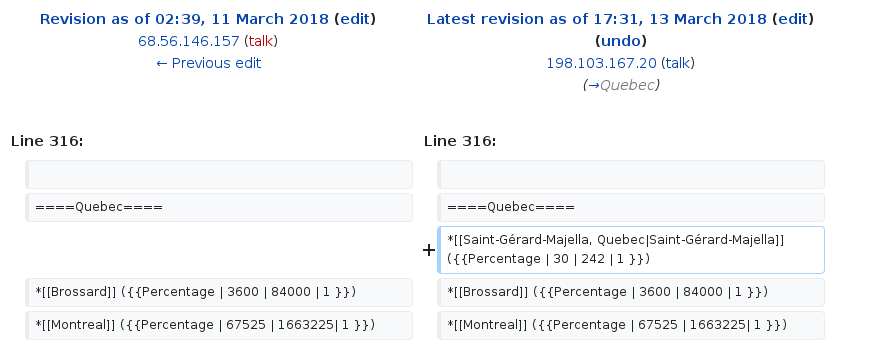 Revision as of 02:39, 11 March 2018 (edit)
68.56.146.157 (talk)
← Previous edit
Latest revision as of 17:31, 13 March 2018 (edit)
(undo)
198.103.167.20 (talk)
(→Quebec)
Line 316:
Line 316:
====Quebec====
====Quebec====
+
*[[Saint-Gérard-Majella, Quebec|Saint-Gérard-Majella]]
({{Percentage | 30 | 242 | 1 }})
*[[Brossard]] ({{Percentage | 3600 | 84000 | 1 }})
*[[Brossard]] ({{Percentage | 3600 | 84000 | 1 }})
*[[Montreal]] ({{Percentage | 67525 | 1663225| 1 }})
*[[Montreal]] ({{Percentage | 67525 | 1663225| 1 }})